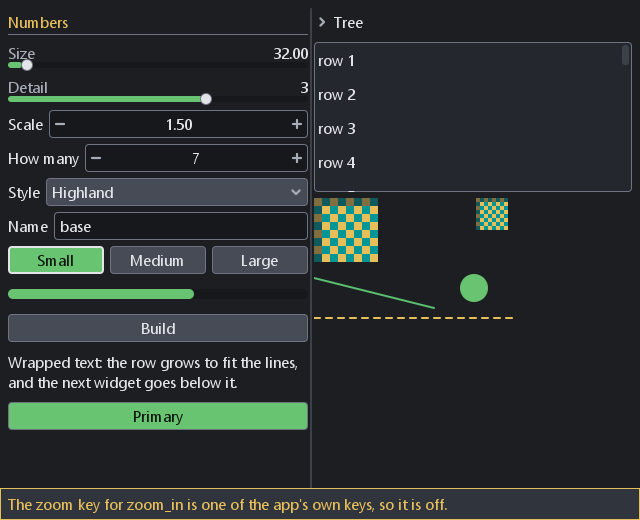 Numbers
Size 32.00
Detail 3
Scale − 1.50 +
How many − 7 +
Style Highland
Name base
Small Medium Large
Build
Wrapped text: the row grows to fit the lines,
and the next widget goes below it.
Primary
Tree
row 1
row 2
row 3
row 4
The zoom key for zoom_in is one of the app's own keys, so it is off.